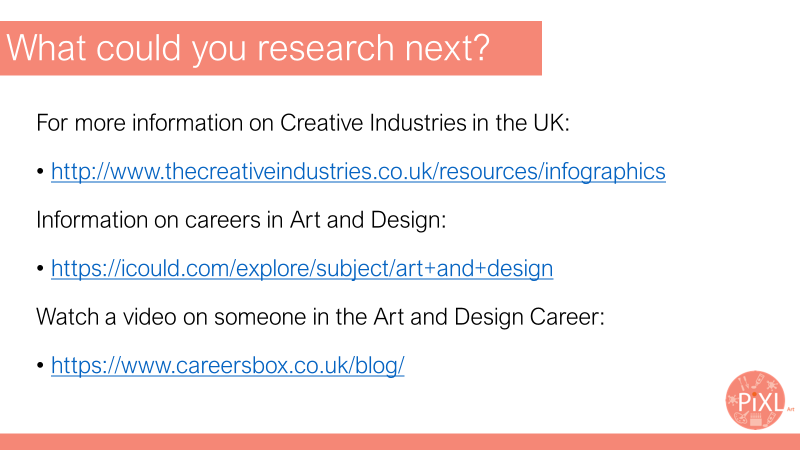 What could you research next?
For more information on Creative Industries in the UK:
• http://www.thecreativeindustries.co.uk/resources/infographics
Information on careers in Art and Design:
• https://icould.com/explore/subject/art+and+design
Watch a video on someone in the Art and Design Career:
• https://www.careersbox.co.uk/blog/
PiXL Art